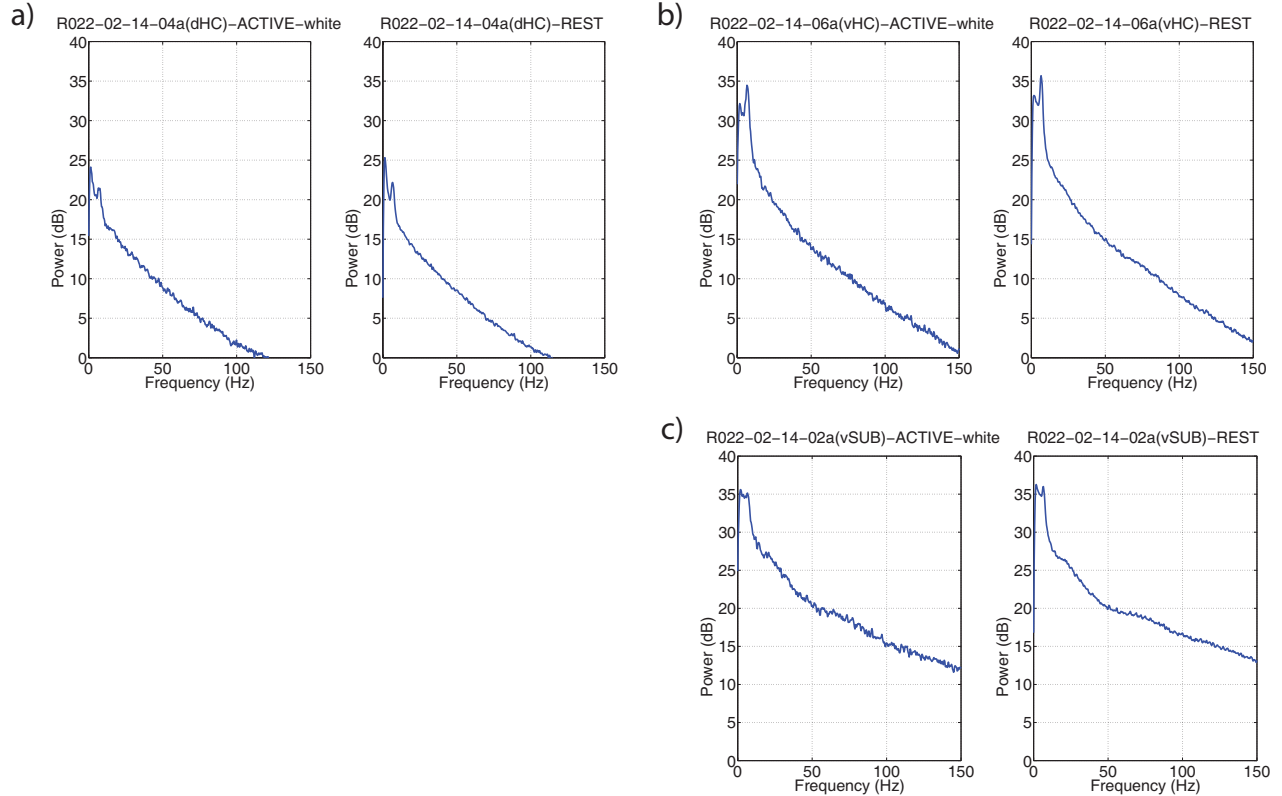 a)
R022−02−14−04a(dHC)−ACTIVE−white
R022−02−14−04a(dHC)−REST
b)
R022−02−14−06a(vHC)−ACTIVE−white
R022−02−14−06a(vHC)−REST
40
35
30
25
20
15
10
5
0
Power (dB)
0 50 100 150
Frequency (Hz)
40
35
30
25
20
15
10
5
0
Power (dB)
0 50 100 150
Frequency (Hz)
40
35
30
25
20
15
10
5
0
Power (dB)
0 50 100 150
Frequency (Hz)
40
35
30
25
20
15
10
5
0
Power (dB)
0 50 100 150
Frequency (Hz)
c)
R022−02−14−02a(vSUB)−ACTIVE−white
R022−02−14−02a(vSUB)−REST
40
35
30
25
20
15
10
5
0
Power (dB)
0 50 100 150
Frequency (Hz)
40
35
30
25
20
15
10
5
0
Power (dB)
0 50 100 150
Frequency (Hz)